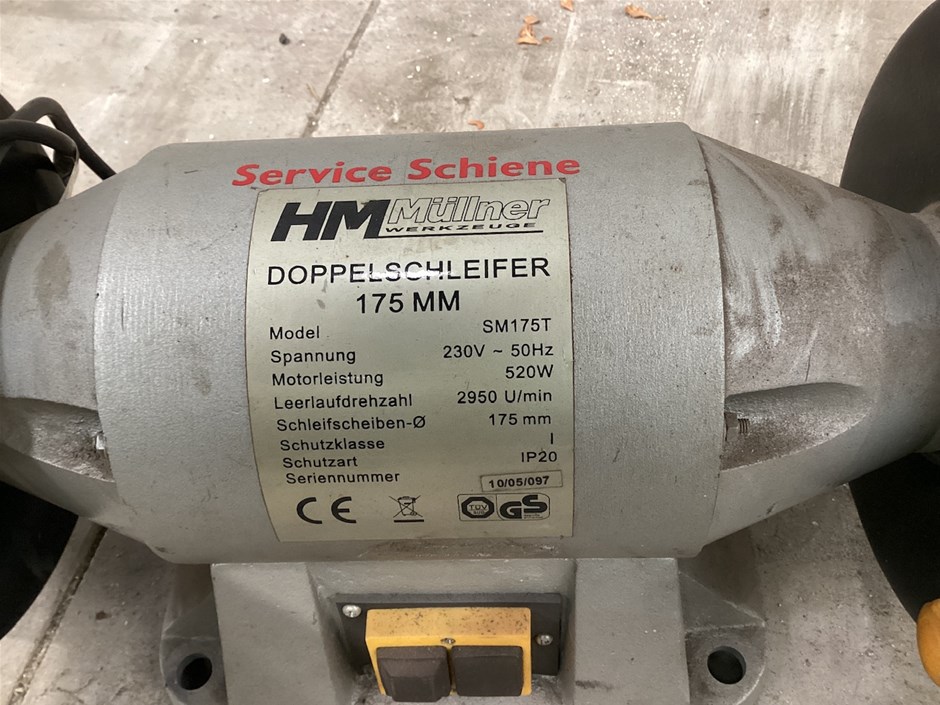 Service Schiene
HM Müllner
WERKZEUGE
DOPPELSCHLEIFER
175 MM
Model SM175T
Spannung 230V ~ 50Hz
Motorleistung 520W
Leerlaufdrehzahl 2950 U/min
Schleifscheiben-Ø 175 mm
Schutzklasse I
Schutzart IP20
Seriennummer 10/05/097
CE TÜV GS